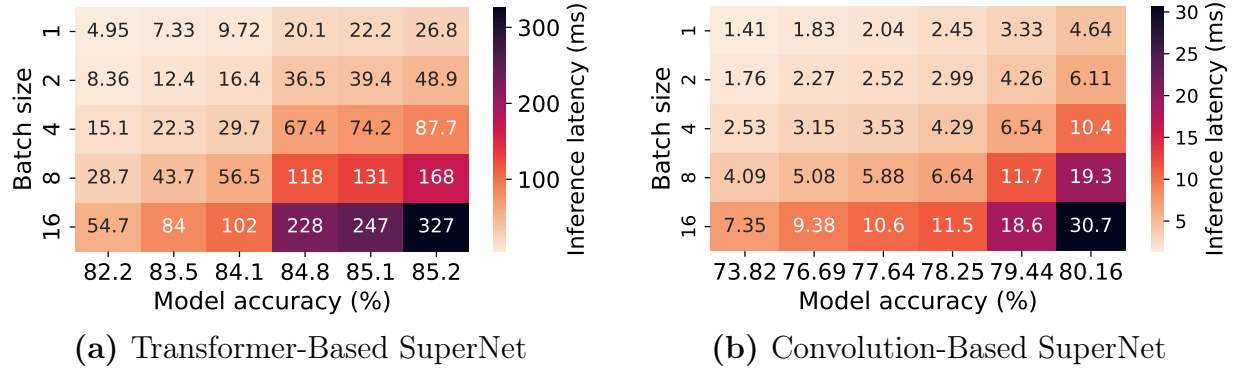 Batch size
1 4.95 7.33 9.72 20.1 22.2 26.8
2 8.36 12.4 16.4 36.5 39.4 48.9
4 15.1 22.3 29.7 67.4 74.2 87.7
8 28.7 43.7 56.5 118 131 168
16 54.7 84 102 228 247 327
82.2 83.5 84.1 84.8 85.1 85.2
Model accuracy (%)
300
200
100
Inference latency (ms)
(a) Transformer-Based SuperNet
Batch size
1 1.41 1.83 2.04 2.45 3.33 4.64
2 1.76 2.27 2.52 2.99 4.26 6.11
4 2.53 3.15 3.53 4.29 6.54 10.4
8 4.09 5.08 5.88 6.64 11.7 19.3
16 7.35 9.38 10.6 11.5 18.6 30.7
73.82 76.69 77.64 78.25 79.44 80.16
Model accuracy (%)
30
25
20
15
10
5
Inference latency (ms)
(b) Convolution-Based SuperNet